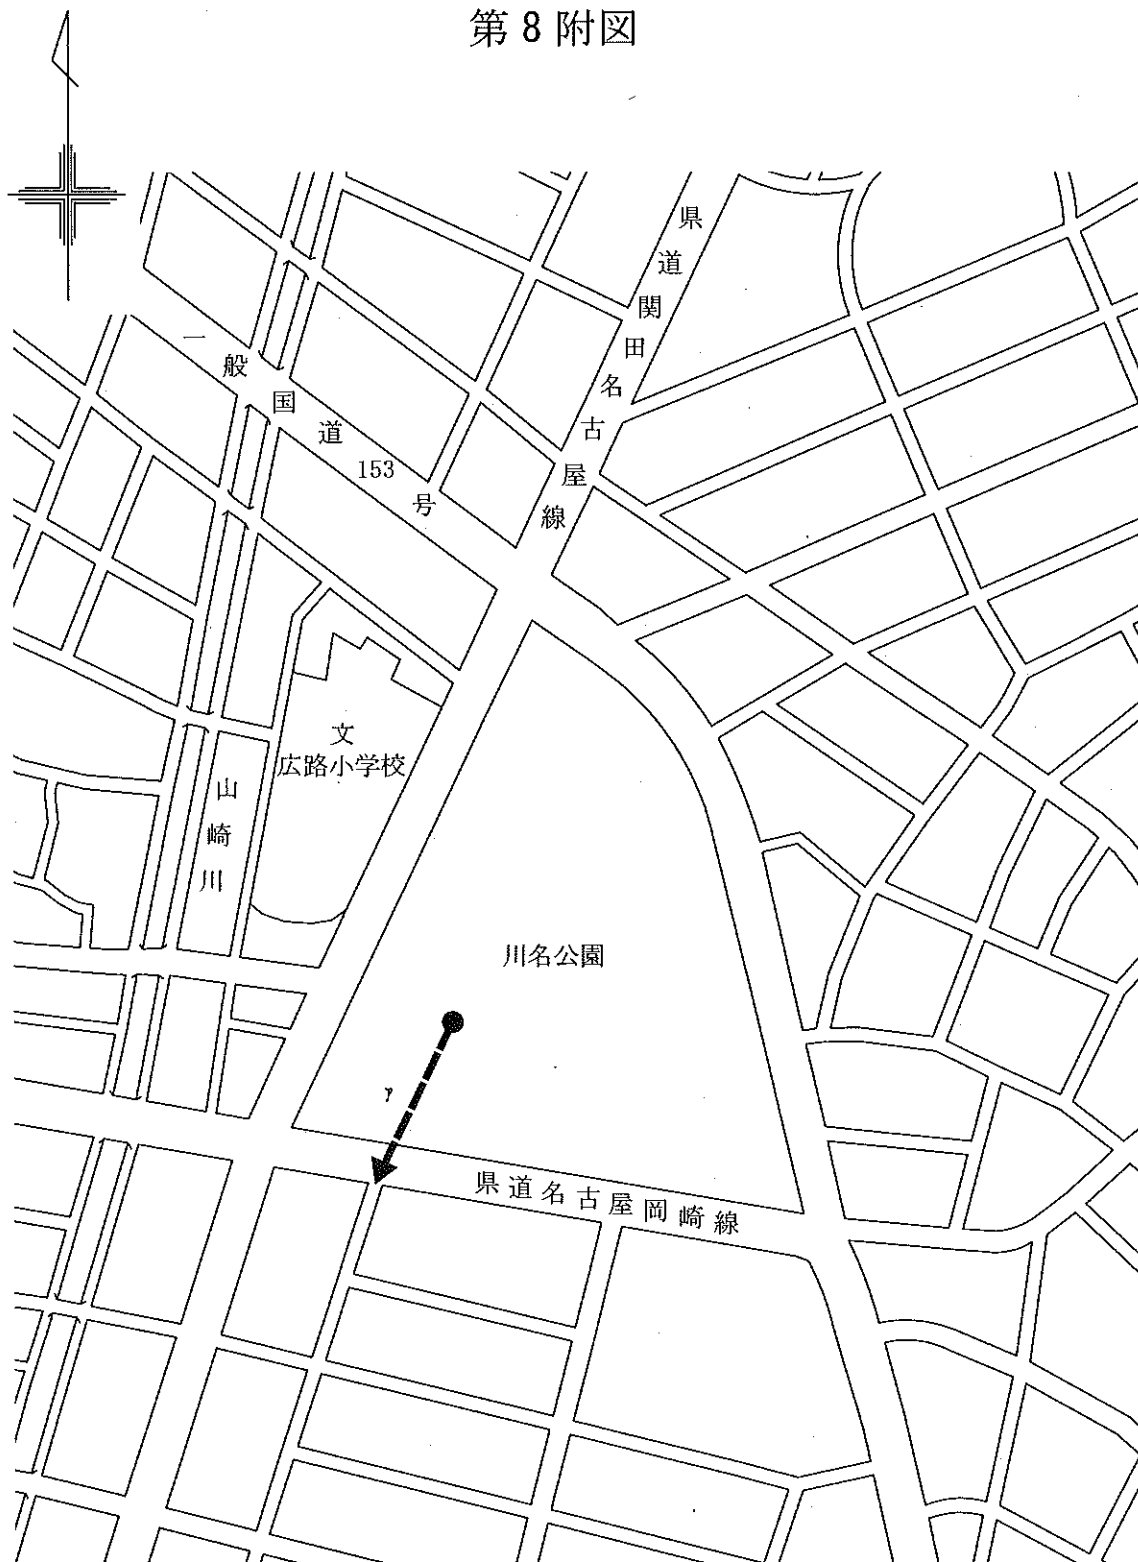 第8附図
県道関田名古屋線
一般国道153号
文
広路小学校
山崎川
川名公園
県道名古屋岡崎線